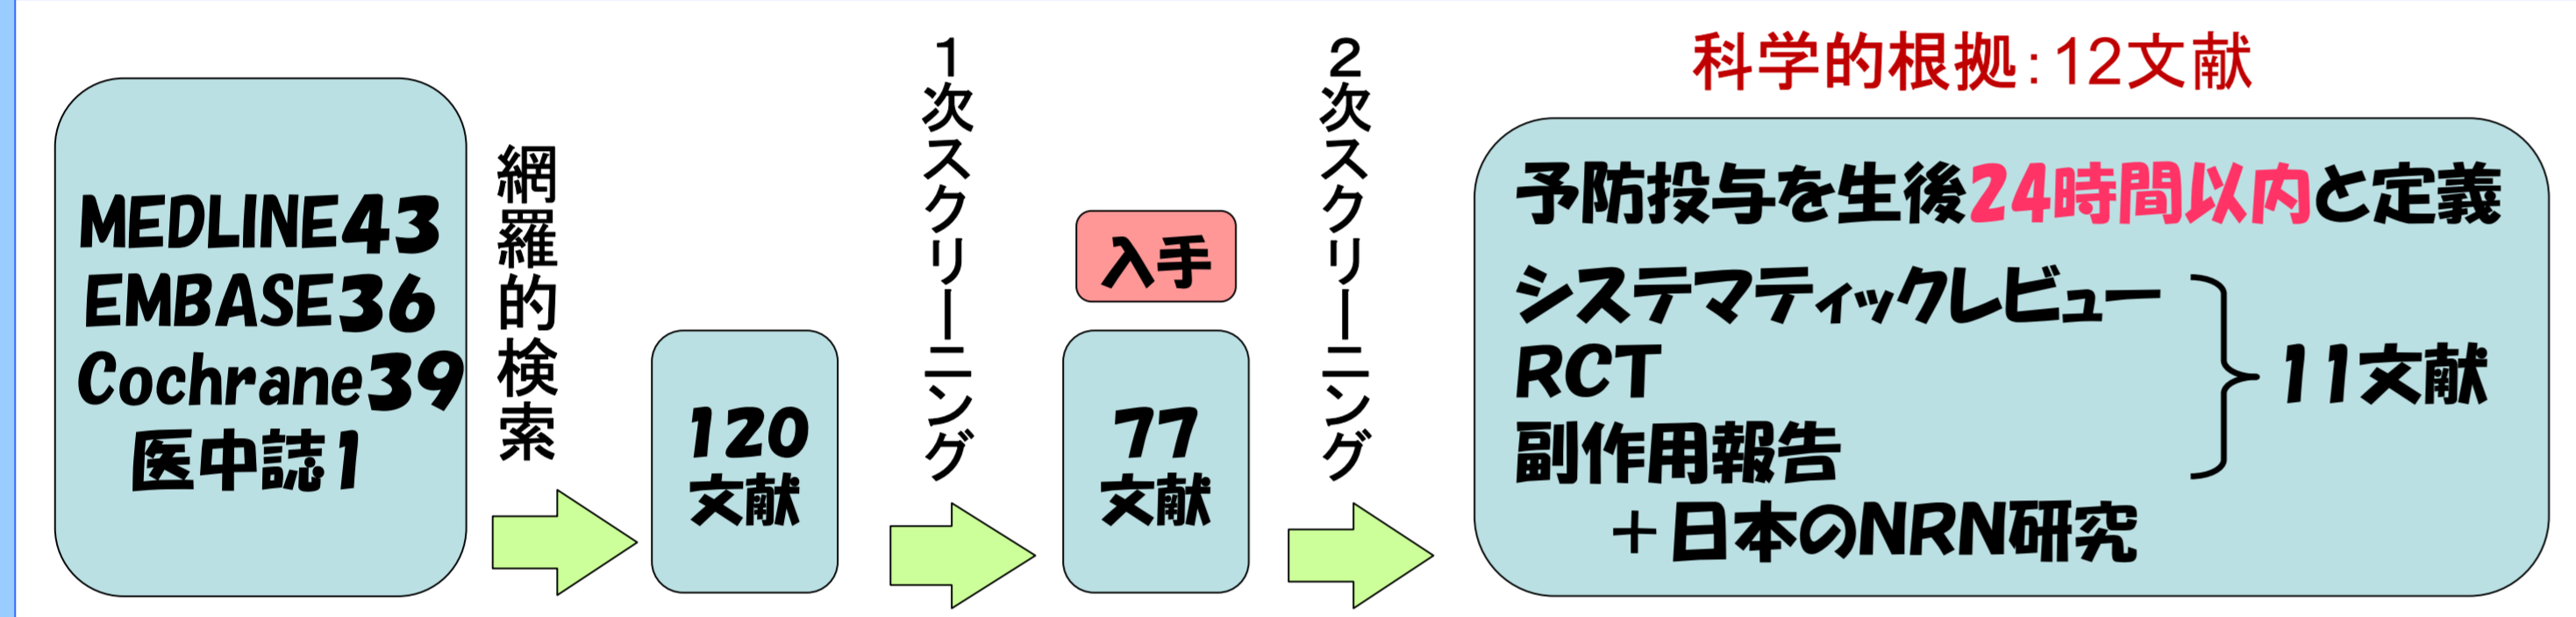 MEDLINE43
EMBASE36
Cochrane39
医中誌1
網羅的検索
120
文献
1次スクリーニング
入手
77
文献
2次スクリーニング
科学的根拠:12文献
予防投与を生後24時間以内と定義
システマティックレビュー
RCT
副作用報告
11文献
+日本のNRN研究